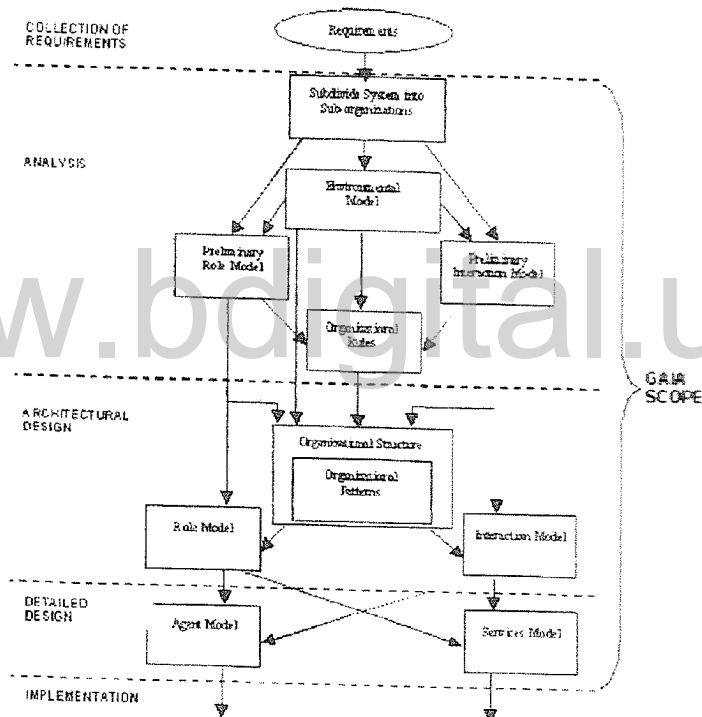 COLLECTION OF
REQUIREMENTS
Requirements
Subdivide System into
Suborganizations
ANALYSIS
Environmental
Model
Preliminary
Role Model
Preliminary
Interaction Model
w.bdigital.u
Organizational
Rules
GAIA
SCOPE
ARCHITECTURAL
DESIGN
Organizational Structure
Organizational
Patterns
Role Model
Interaction Model
DETAILED
DESIGN
Agent Model
Services Model
IMPLEMENTATION